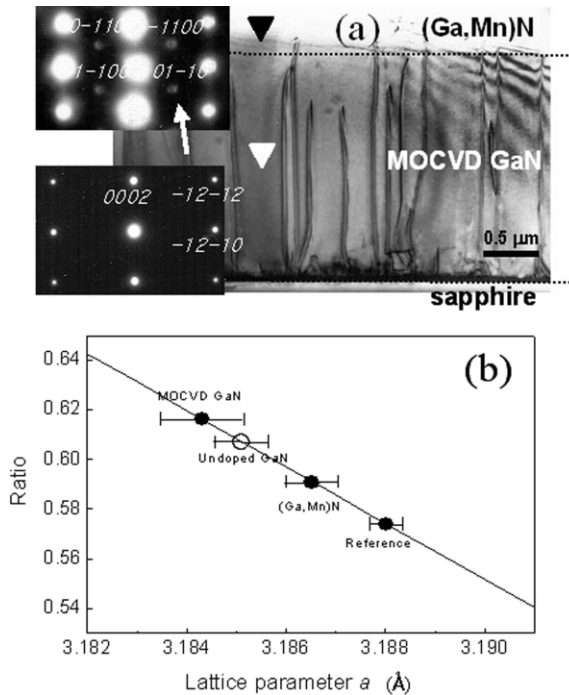 (a)
(Ga,Mn)N
0-110
-1100
1-100
01-10
MOCVD GaN
0002
-12-12
-12-10
0.5 µm
sapphire
(b)
0.64
0.62
0.60
0.58
0.56
0.54
Ratio
MOCVD GaN
Undoped GaN
(Ga,Mn)N
Reference
3.182
3.184
3.186
3.188
3.190
Lattice parameter a (Å)